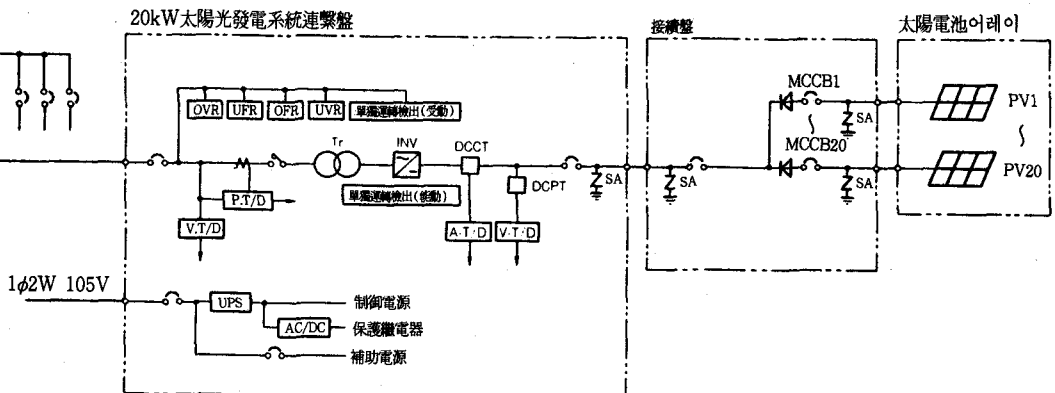 20kW太陽光發電系統連繫盤
接續盤
太陽電池어레이
OVR UFR OFR UVR 單獨運轉檢出(受動)
MCCB1
SA
PV1
Tr INV DCCT
MCCB20
SA
PV20
DCPT
SA
SA
單獨運轉檢出(能動)
P.T/D
V.T/D
A·T·D V·T·D
1ϕ2W 105V
UPS 制御電源
AC/DC 保護繼電器
補助電源